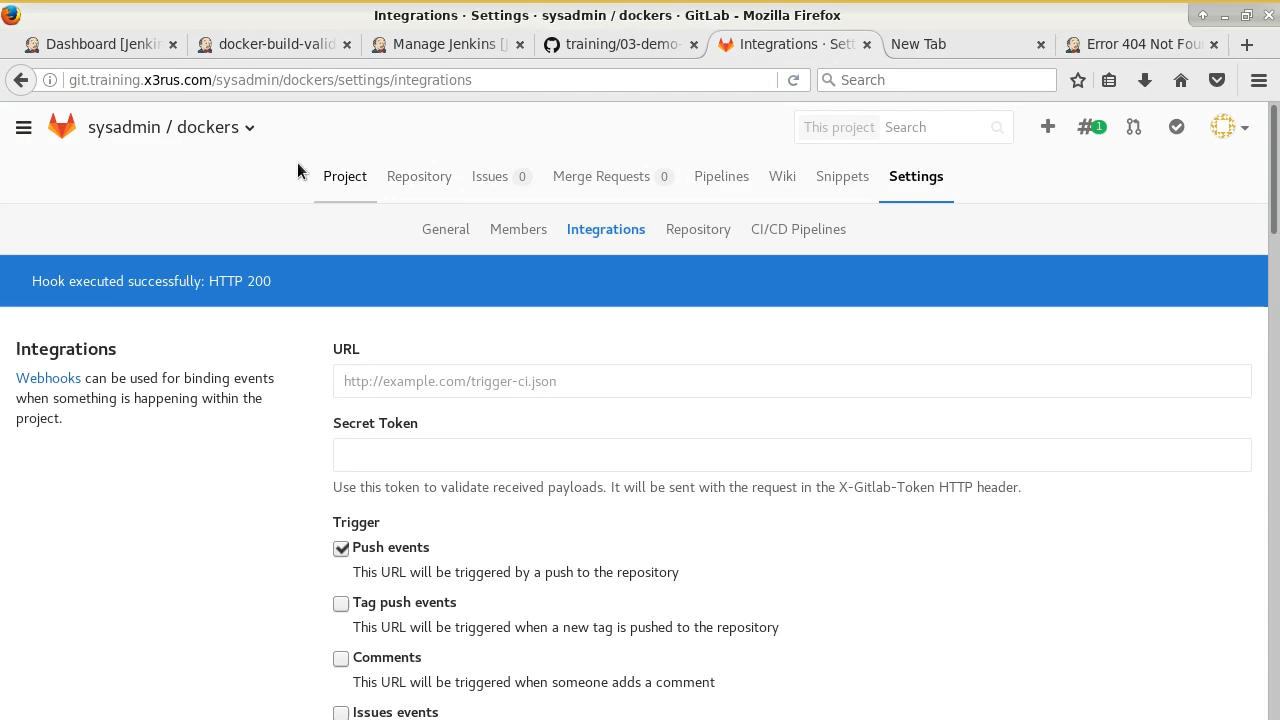 Integrations · Settings · sysadmin / dockers · GitLab - Mozilla Firefox
Dashboard [Jenkin
docker-build-valid
Manage Jenkins [J
training/03-demo-
Integrations · Sett
New Tab
Error 404 Not Fou
git.training.x3rus.com/sysadmin/dockers/settings/integrations
Search
sysadmin / dockers
This project
Search
1
Project
Repository
Issues 0
Merge Requests 0
Pipelines
Wiki
Snippets
Settings
General
Members
Integrations
Repository
CI/CD Pipelines
Hook executed successfully: HTTP 200
Integrations
Webhooks can be used for binding events
when something is happening within the
project.
URL
http://example.com/trigger-ci.json
Secret Token
Use this token to validate received payloads. It will be sent with the request in the X-Gitlab-Token HTTP header.
Trigger
Push events
This URL will be triggered by a push to the repository
Tag push events
This URL will be triggered when a new tag is pushed to the repository
Comments
This URL will be triggered when someone adds a comment
Issues events